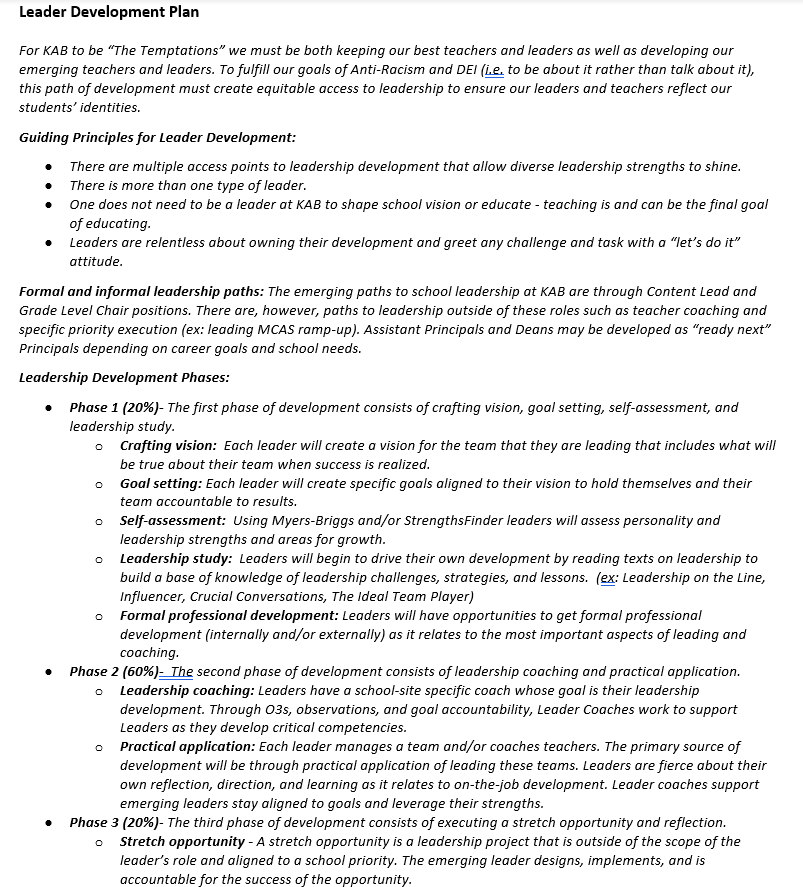 Leader Development Plan
For KAB to be “The Temptations” we must be both keeping our best teachers and leaders as well as developing our
emerging teachers and leaders. To fulfill our goals of Anti-Racism and DEI (i.e. to be about it rather than talk about it),
this path of development must create equitable access to leadership to ensure our leaders and teachers reflect our
students’ identities.
Guiding Principles for Leader Development:
• There are multiple access points to leadership development that allow diverse leadership strengths to shine.
• There is more than one type of leader.
• One does not need to be a leader at KAB to shape school vision or educate - teaching is and can be the final goal
of educating.
• Leaders are relentless about owning their development and greet any challenge and task with a “let’s do it”
attitude.
Formal and informal leadership paths: The emerging paths to school leadership at KAB are through Content Lead and
Grade Level Chair positions. There are, however, paths to leadership outside of these roles such as teacher coaching and
specific priority execution (ex: leading MCAS ramp-up). Assistant Principals and Deans may be developed as “ready next”
Principals depending on career goals and school needs.
Leadership Development Phases:
• Phase 1 (20%)- The first phase of development consists of crafting vision, goal setting, self-assessment, and
leadership study.
o Crafting vision: Each leader will create a vision for the team that they are leading that includes what will
be true about their team when success is realized.
o Goal setting: Each leader will create specific goals aligned to their vision to hold themselves and their
team accountable to results.
o Self-assessment: Using Myers-Briggs and/or StrengthsFinder leaders will assess personality and
leadership strengths and areas for growth.
o Leadership study: Leaders will begin to drive their own development by reading texts on leadership to
build a base of knowledge of leadership challenges, strategies, and lessons. (ex: Leadership on the Line,
Influencer, Crucial Conversations, The Ideal Team Player)
o Formal professional development: Leaders will have opportunities to get formal professional
development (internally and/or externally) as it relates to the most important aspects of leading and
coaching.
• Phase 2 (60%)- The second phase of development consists of leadership coaching and practical application.
o Leadership coaching: Leaders have a school-site specific coach whose goal is their leadership
development. Through O3s, observations, and goal accountability, Leader Coaches work to support
Leaders as they develop critical competencies.
o Practical application: Each leader manages a team and/or coaches teachers. The primary source of
development will be through practical application of leading these teams. Leaders are fierce about their
own reflection, direction, and learning as it relates to on-the-job development. Leader coaches support
emerging leaders stay aligned to goals and leverage their strengths.
• Phase 3 (20%)- The third phase of development consists of executing a stretch opportunity and reflection.
o Stretch opportunity - A stretch opportunity is a leadership project that is outside of the scope of the
leader’s role and aligned to a school priority. The emerging leader designs, implements, and is
accountable for the success of the opportunity.